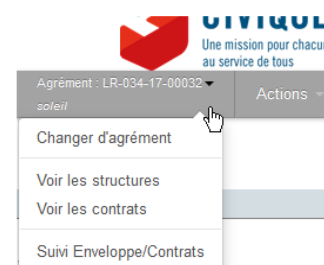 CIVIQUE
Une mission pour chacun
au service de tous
Agrément : LR-034-17-00032
soleil
Actions
Changer d'agrément
Voir les structures
Voir les contrats
Suivi Enveloppe/Contrats